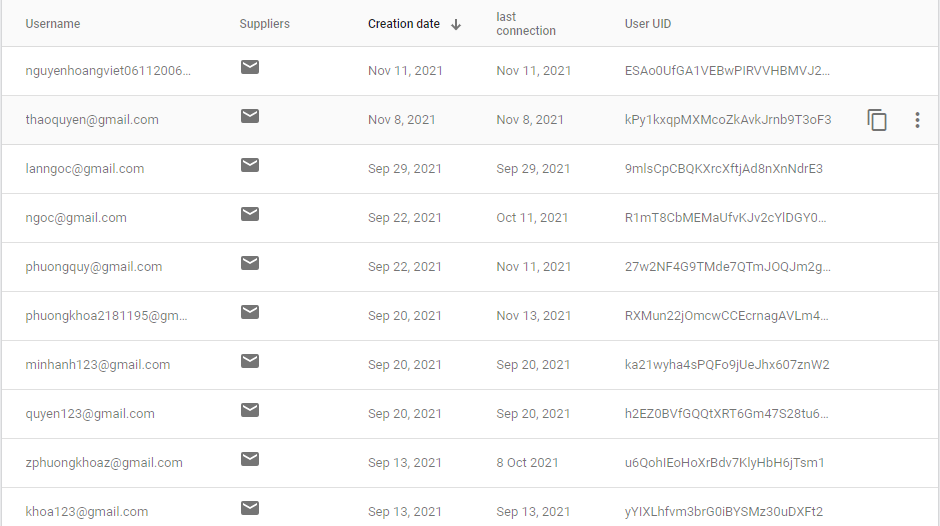 Username Suppliers Creation date last connection User UID
nguyenhoangviet06112006... Nov 11, 2021 Nov 11, 2021 ESAo0UfGA1VEBwPIRVVHBMVJ2...
thaoquyen@gmail.com Nov 8, 2021 Nov 8, 2021 kPy1kxqpMXMcoZkAvkJrnb9T3oF3
lanngoc@gmail.com Sep 29, 2021 Sep 29, 2021 9mlsCpCBQKXrcXftjAd8nXnNdrE3
ngoc@gmail.com Sep 22, 2021 Oct 11, 2021 R1mT8CbMEMaUfvKJv2cYlDGY0...
phuongquy@gmail.com Sep 22, 2021 Nov 11, 2021 27w2NF4G9TMde7QTmJOQJm2g...
phuongkhoa2181195@gm... Sep 20, 2021 Nov 13, 2021 RXMun22jOmcwCCEcrnagAVLm4...
minhanh123@gmail.com Sep 20, 2021 Sep 20, 2021 ka21wyha4sPQFo9jUeJhx607znW2
quyen123@gmail.com Sep 20, 2021 Sep 20, 2021 h2EZ0BVfGQQtXRT6Gm47S28tu6...
zphuongkhoaz@gmail.com Sep 13, 2021 8 Oct 2021 u6QohIEoHoXrBdv7KlyHbH6jTsm1
khoa123@gmail.com Sep 13, 2021 Sep 13, 2021 yYIXLhfvm3brG0iBYSMz30uDXFt2